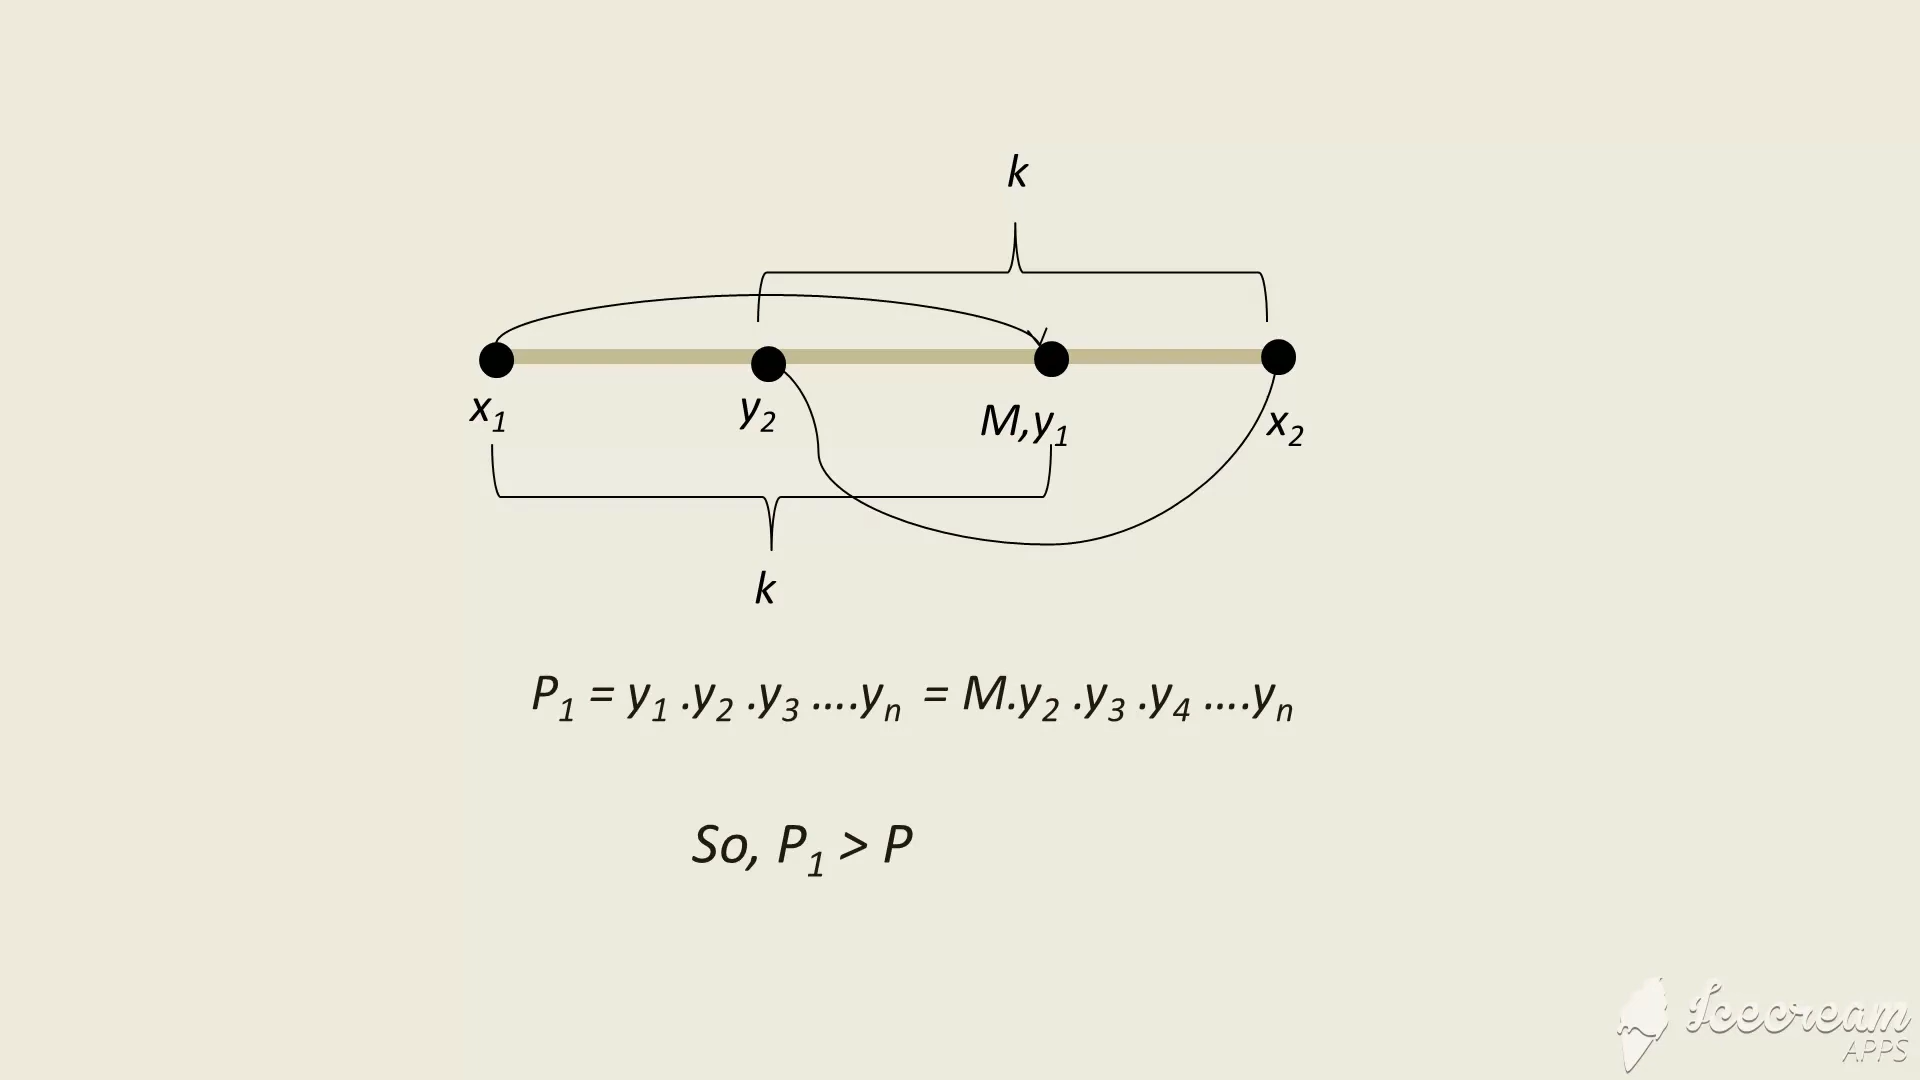 k
x₁ y₂ M,y₁ x₂
k
P₁ = y₁ .y₂ .y₃ ....yₙ = M.y₂ .y₃ .y₄ ....yₙ
So, P₁ > P
Icecream
APPS